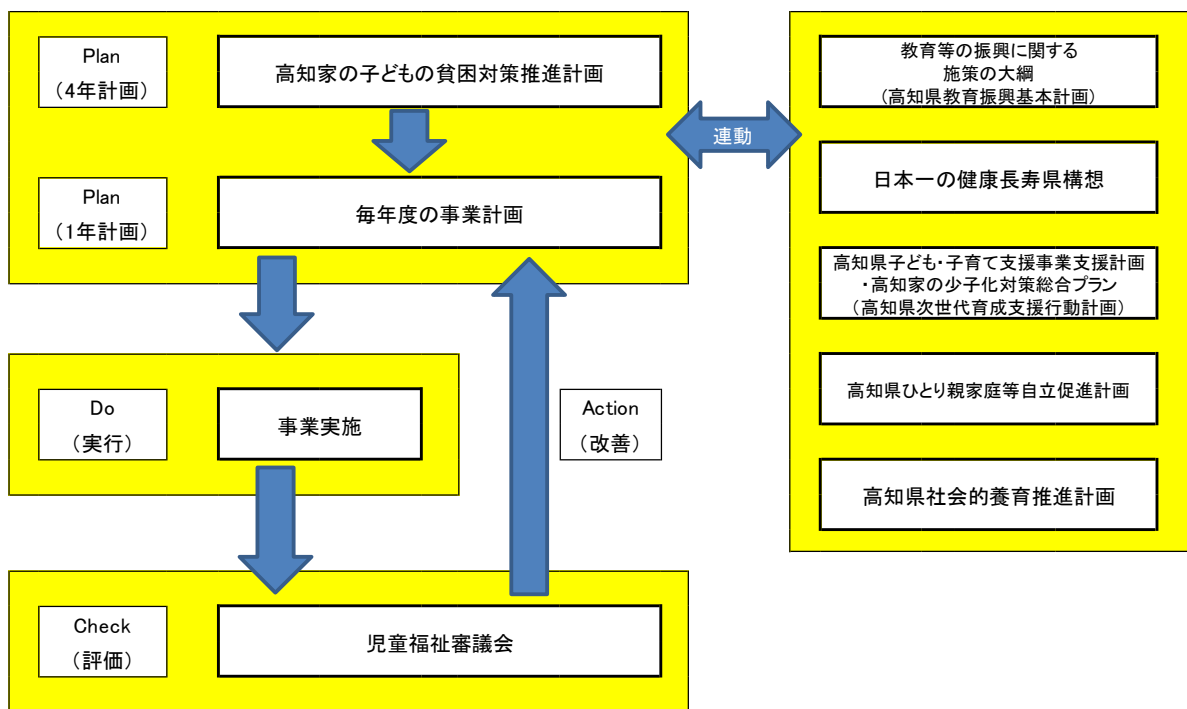 Plan
（4年計画）
高知家の子どもの貧困対策推進計画
Plan
（1年計画）
毎年度の事業計画
連動
教育等の振興に関する
施策の大綱
(高知県教育振興基本計画）
日本一の健康長寿県構想
高知県子ども・子育て支援事業支援計画
・高知家の少子化対策総合プラン
（高知県次世代育成支援行動計画）
高知県ひとり親家庭等自立促進計画
高知県社会的養育推進計画
Do
（実行）
事業実施
Action
（改善）
Check
（評価）
児童福祉審議会